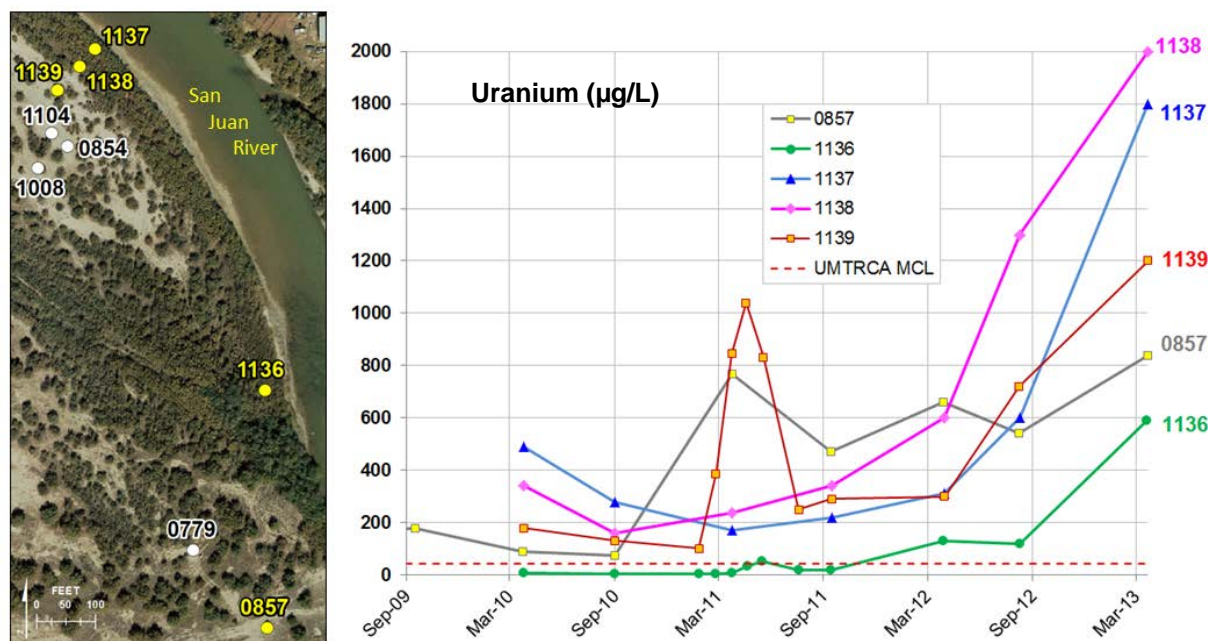 1137
1138
1139
1104
0854
1008
San
Juan
River
1136
0779
FEET
0 50 100
0857
Uranium (µg/L)
2000
1800
1600
1400
1200
1000
800
600
400
200
0
Sep-09
Mar-10
Sep-10
Mar-11
Sep-11
Mar-12
Sep-12
Mar-13
0857
1136
1137
1138
1139
UMTRCA MCL
1138
1137
1139
0857
1136